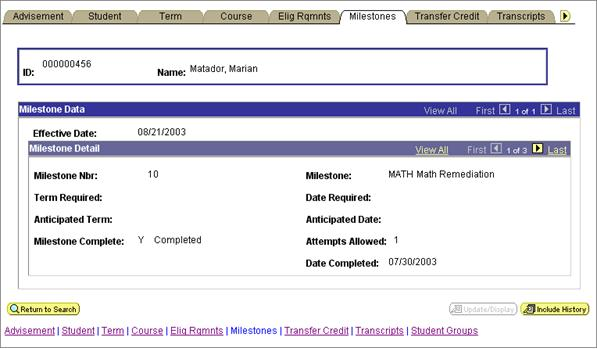 Advisement Student Term Course Elig Rqmnts Milestones Transfer Credit Transcripts
ID: 000000456 Name: Matador, Marian
Milestone Data View All First 1 of 1 Last
Effective Date: 08/21/2003
Milestone Detail View All First 1 of 3 Last
Milestone Nbr: 10 Milestone: MATH Math Remediation
Term Required: Date Required:
Anticipated Term: Anticipated Date:
Milestone Complete: Y Completed Attempts Allowed: 1
Date Completed: 07/30/2003
Return to Search Update/Display Include History
Advisement | Student | Term | Course | Elig Rqmnts | Milestones | Transfer Credit | Transcripts | Student Groups